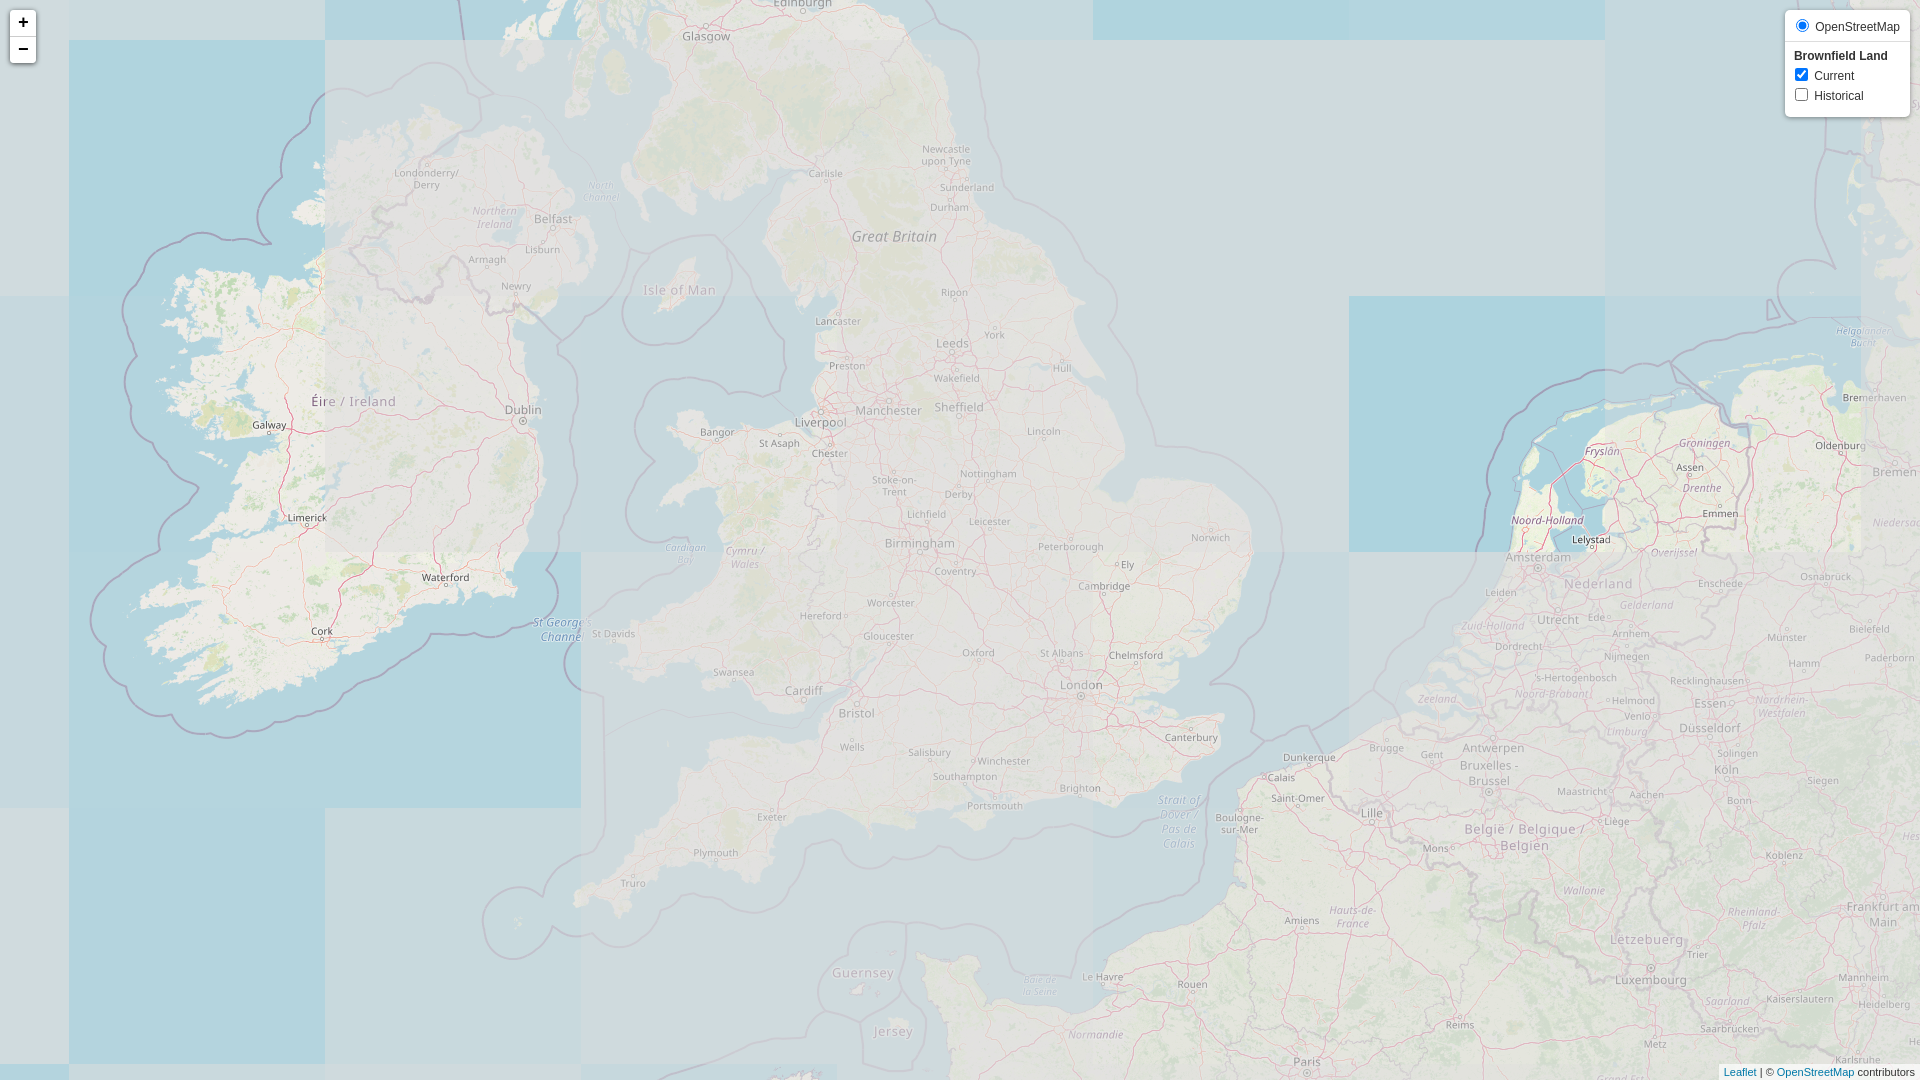 +
−
OpenStreetMap
Brownfield Land
Current
Historical
Edinburgh
Glasgow
Newcastle
upon Tyne
Carlisle
Sunderland
Durham
Londonderry/
Derry
North
Channel
Northern
Ireland
Belfast
Lisburn
Armagh
Newry
Great Britain
Isle of Man
Ripon
Lancaster
York
Leeds
Preston
Hull
Wakefield
Éire / Ireland
Dublin
Galway
Liverpool
Manchester
Sheffield
Bangor
St Asaph
Chester
Lincoln
Nottingham
Stoke-on-
Trent
Derby
Limerick
Lichfield
Leicester
Birmingham
Peterborough
Norwich
Cardigan
Bay
Cymru /
Wales
Coventry
Ely
Cambridge
Waterford
Worcester
Hereford
Cork
St George's
Channel
St Davids
Gloucester
Oxford
St Albans
Chelmsford
Swansea
Cardiff
London
Bristol
Canterbury
Wells
Salisbury
Winchester
Southampton
Brighton
Portsmouth
Exeter
Plymouth
Truro
Strait of
Dover /
Pas de
Calais
Dunkerque
Calais
Saint-Omer
Boulogne-
sur-Mer
Lille
Helgoländer
Bucht
Bremerhaven
Groningen
Fryslân
Oldenburg
Assen
Bremen
Drenthe
Emmen
Noord-Holland
Lelystad
Amsterdam
Overijssel
Osnabrück
Nederland
Enschede
Leiden
Gelderland
Utrecht
Ede
Zuid-Holland
Arnhem
Münster
Bielefeld
Dordrecht
Nijmegen
Hamm
Paderborn
's-Hertogenbosch
Recklinghausen
Zeeland
Noord-Brabant
Helmond
Essen
Nordrhein-
Westfalen
Venlo
Limburg
Düsseldorf
Brugge
Gent
Antwerpen
Solingen
Bruxelles -
Brussel
Köln
Siegen
Maastricht
Aachen
Bonn
Liège
België / Belgique /
Belgien
Mons
Koblenz
Wallonie
Hauts-de-
France
Amiens
Rheinland-
Pfalz
Frankfurt am
Main
Lëtzebuerg
Trier
Luxembourg
Mannheim
Saarland
Kaiserslautern
Heidelberg
Saarbrücken
Guernsey
Jersey
Baie de
la Seine
Le Havre
Rouen
Normandie
Reims
Metz
Paris
Karlsruhe
Grand Est
Leaflet | © OpenStreetMap contributors